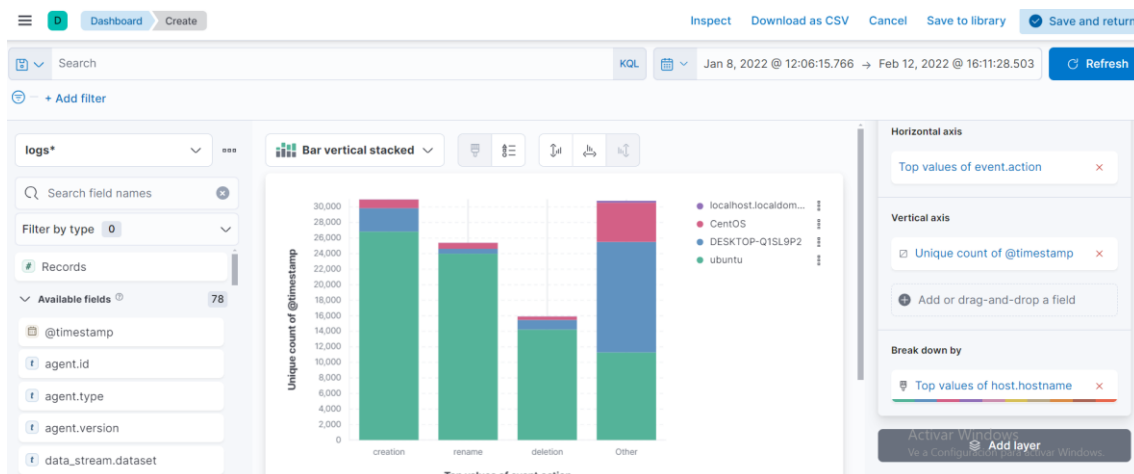 D Dashboard Create Inspect Download as CSV Cancel Save to library Save and return
Search KQL Jan 8, 2022 @ 12:06:15.766 → Feb 12, 2022 @ 16:11:28.503 Refresh
+ Add filter
logs*
Search field names
Filter by type 0
# Records
Available fields 78
@timestamp
t agent.id
t agent.type
t agent.version
t data_stream.dataset
Bar vertical stacked
Unique count of @timestamp
30,000
28,000
26,000
24,000
22,000
20,000
18,000
16,000
14,000
12,000
10,000
8,000
6,000
4,000
2,000
0
creation rename deletion Other
localhost.localdom...
CentOS
DESKTOP-Q1SL9P2
ubuntu
Horizontal axis
Top values of event.action
Vertical axis
Unique count of @timestamp
Add or drag-and-drop a field
Break down by
Top values of host.hostname
Add layer
Activar Windows
Ve a Configuración para activar Windows.